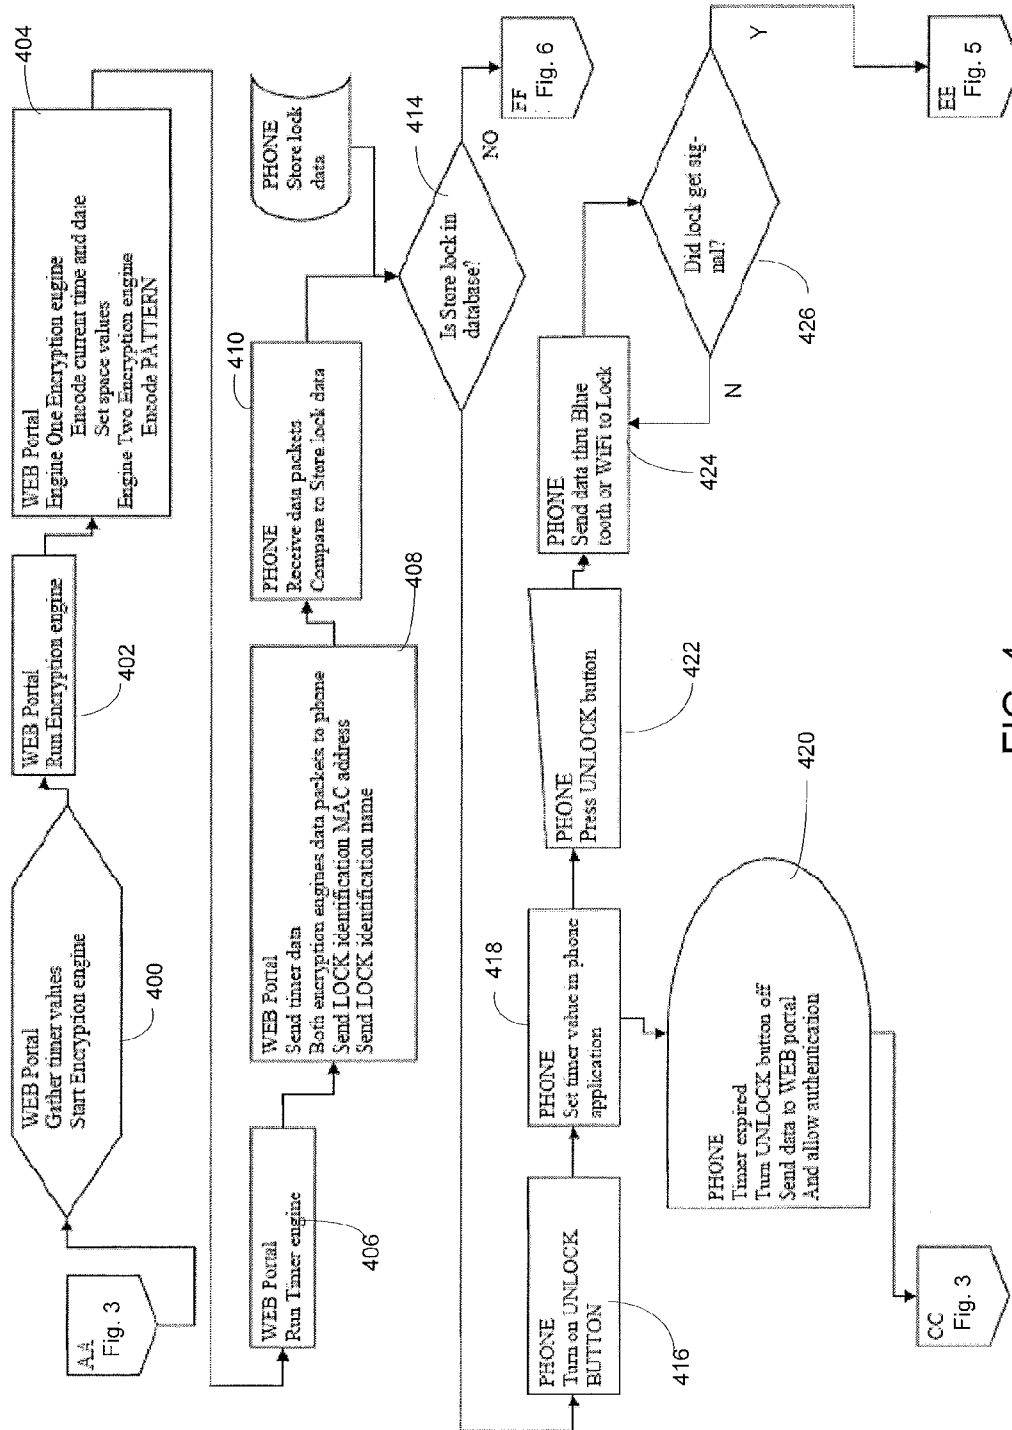 AA
Fig. 3
WEB Portal
Gather timer values
Start Encryption engine
400
WEB Portal
Run Encryption engine
402
WEB Portal
Engine One Encryption engine
Encode current time and date
Set space values
Engine Two Encryption engine
Encode PATTERN
404
WEB Portal
Run Timer engine
406
WEB Portal
Send timer data
Both encryption engines data packets to phone
Send LOCK identification MAC address
Send LOCK identification name
408
PHONE
Receive data packets
Compare to Store lock data
410
PHONE
Store lock
data
Is Store lock in
database?
414
NO
FF
Fig. 6
PHONE
Turn on UNLOCK
BUTTON
416
PHONE
Set timer value in phone
application
418
PHONE
Timer expired
Turn UNLOCK button off
Send data to WEB portal
And allow authentication
420
CC
Fig. 3
PHONE
Press UNLOCK button
422
PHONE
Send data thru Blue
tooth or WiFi to Lock
424
Did lock get sig-
nal?
426
N
Y
EE
Fig. 5
FIG. 4